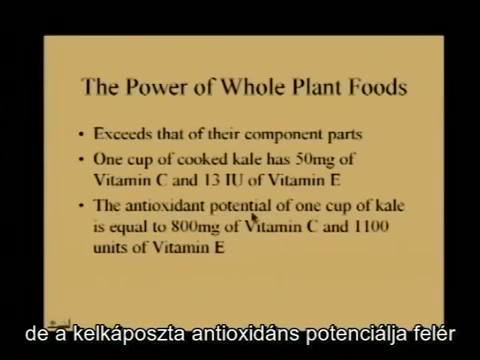 The Power of Whole Plant Foods
• Exceeds that of their component parts
• One cup of cooked kale has 50mg of
Vitamin C and 13 IU of Vitamin E
• The antioxidant potential of one cup of kale
is equal to 800mg of Vitamin C and 1100
units of Vitamin E
de a kelkáposzta antioxidáns potenciálja felér